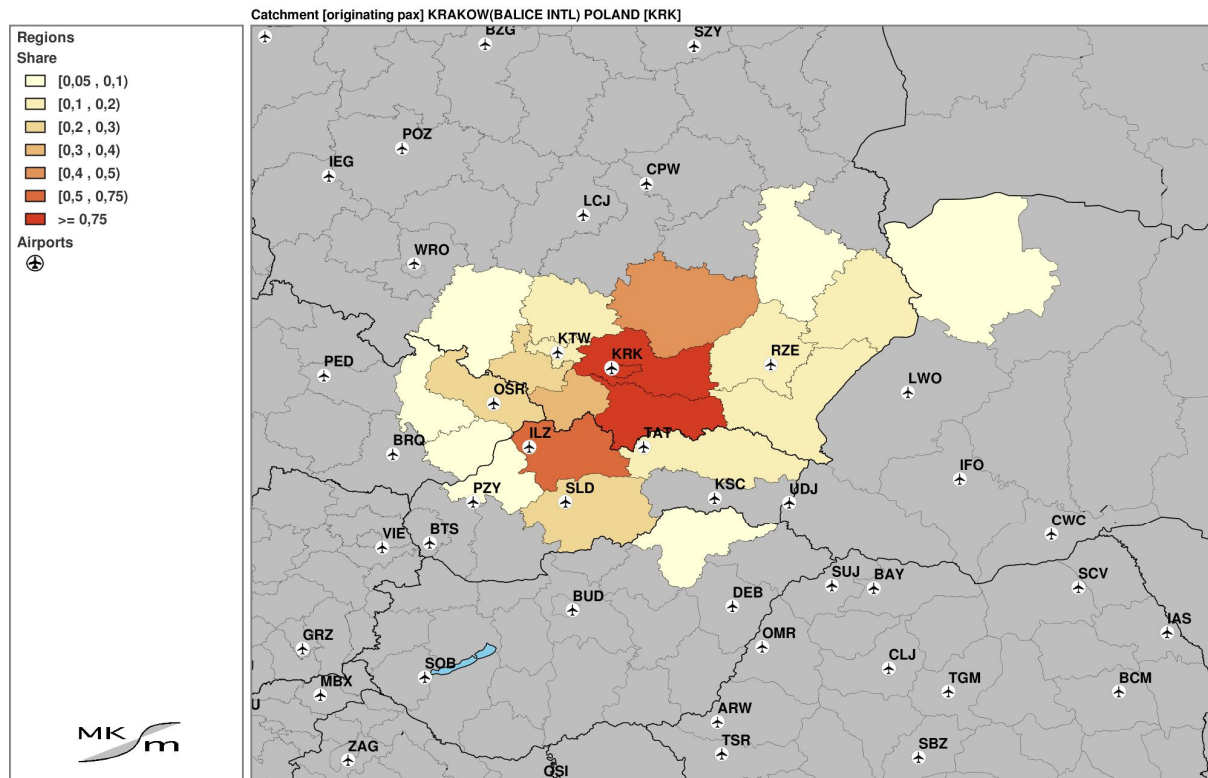 Catchment [originating pax] KRAKOW(BALICE INTL) POLAND [KRK]
Regions
Share
[0,05 , 0,1)
[0,1 , 0,2)
[0,2 , 0,3)
[0,3 , 0,4)
[0,4 , 0,5)
[0,5 , 0,75)
>= 0,75
Airports
BZG
SZY
POZ
IEG
CPW
LCJ
WRO
KTW
KRK
RZE
PED
OSR
LWO
BRQ
ILZ
TAT
IFO
PZY
SLD
KSC
UDJ
CWC
VIE
BTS
SUJ
BAY
SCV
BUD
DEB
IAS
GRZ
OMR
SOB
CLJ
TGM
BCM
MBX
ARW
TSR
ZAG
SBZ
OSI
MK
m